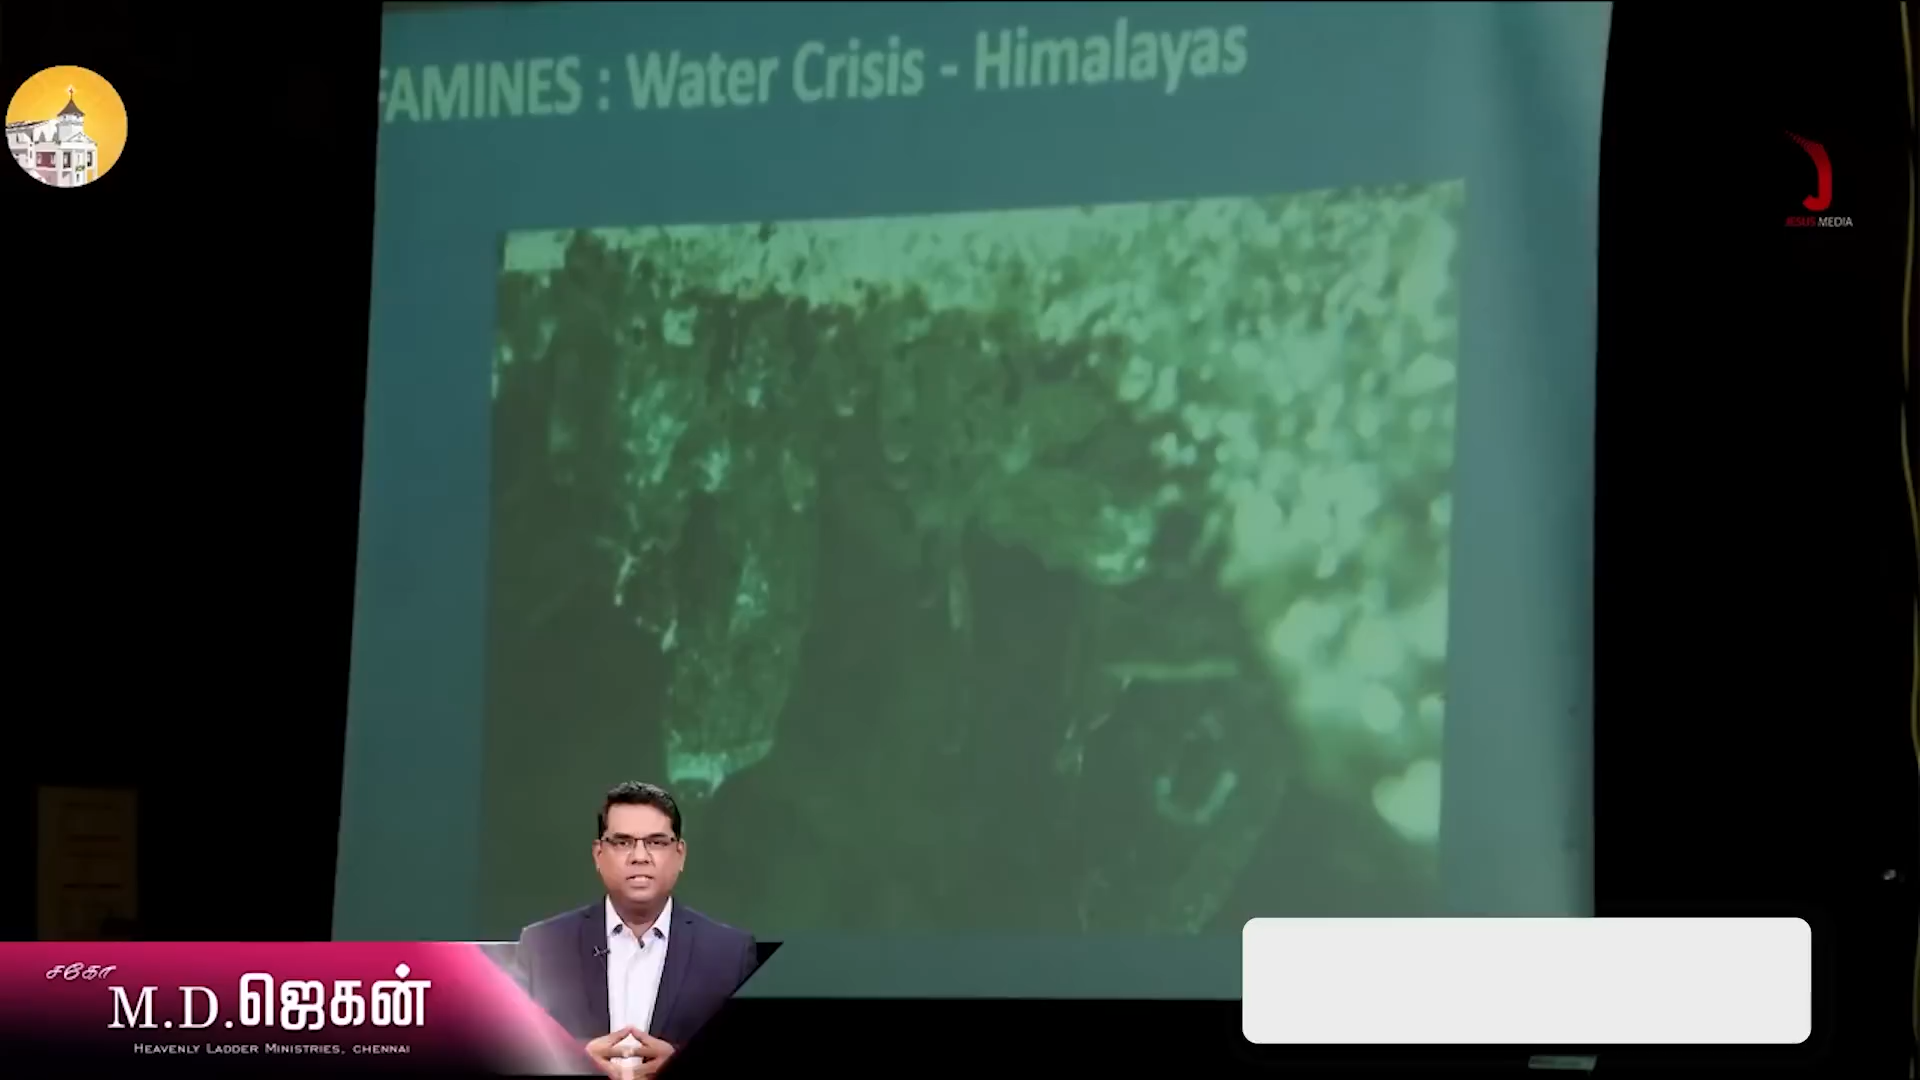 FAMINES : Water Crisis - Himalayas
JESUS MEDIA
சகோ
M.D.ஜெகன்
HEAVENLY LADDER MINISTRIES, CHENNAI